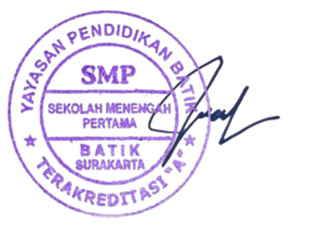 YAYASAN PENDIDIKAN BATIK
SMP
SEKOLAH MENENGAH
PERTAMA
BATIK
SURAKARTA
TERAKREDITASI "A"